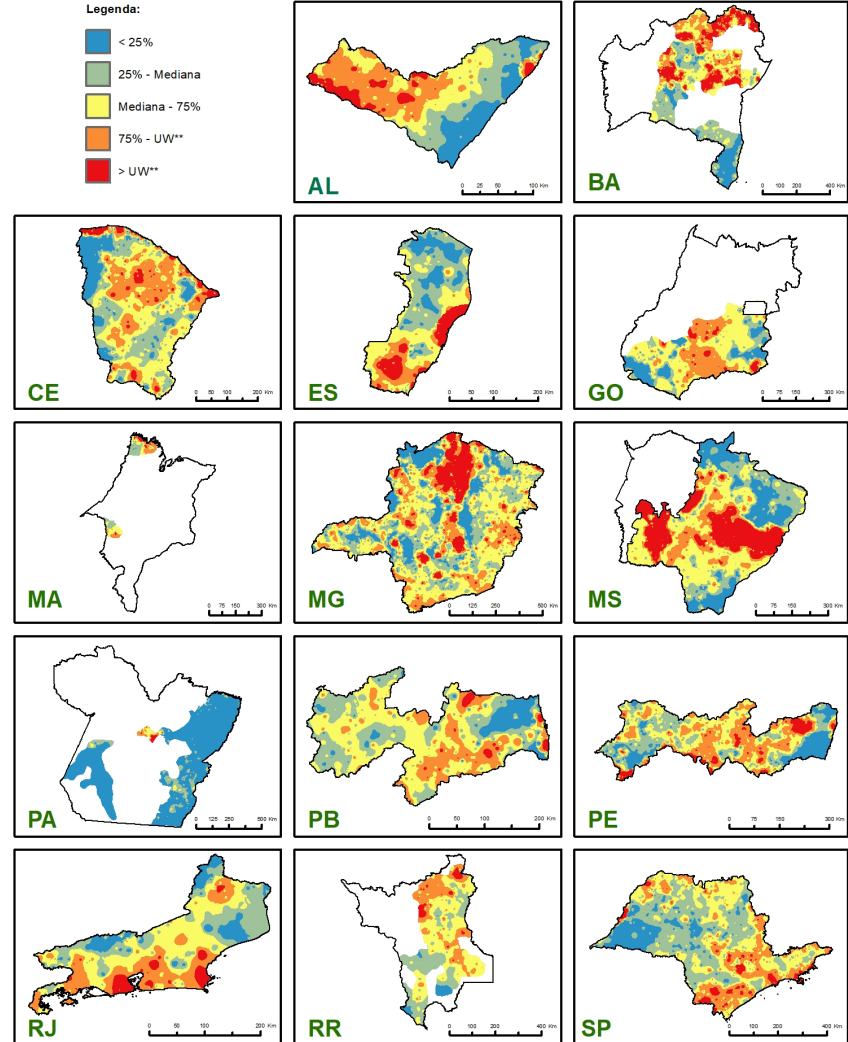 Legenda:
< 25%
25% - Mediana
Mediana - 75%
75% - UW**
> UW**
AL
0 25 50 100 Km
BA
0 100 200 400 Km
CE
0 50 100 200 Km
ES
0 50 100 200 Km
GO
0 75 150 300 Km
MA
0 75 150 300 Km
MG
0 125 250 500 Km
MS
0 75 150 300 Km
PA
0 125 250 500 Km
PB
0 50 100 200 Km
PE
0 75 150 300 Km
RJ
0 50 100 200 Km
RR
0 100 200 400 Km
SP
0 100 200 400 Km